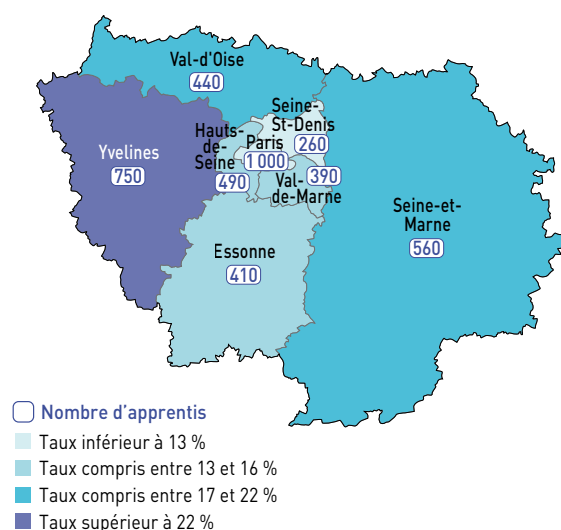 Val-d'Oise
440
Seine-
St-Denis
260
Hauts-
de-
Seine
490
Paris
1 000
Yvelines
750
390
Val-
de-Marne
Seine-et-
Marne
560
Essonne
410
Nombre d'apprentis
Taux inférieur à 13 %
Taux compris entre 13 et 16 %
Taux compris entre 17 et 22 %
Taux supérieur à 22 %